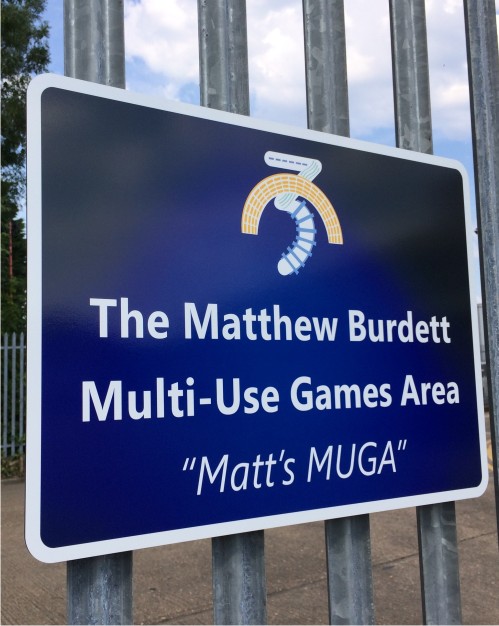 The Matthew Burdett
Multi-Use Games Area
“Matt's MUGA”